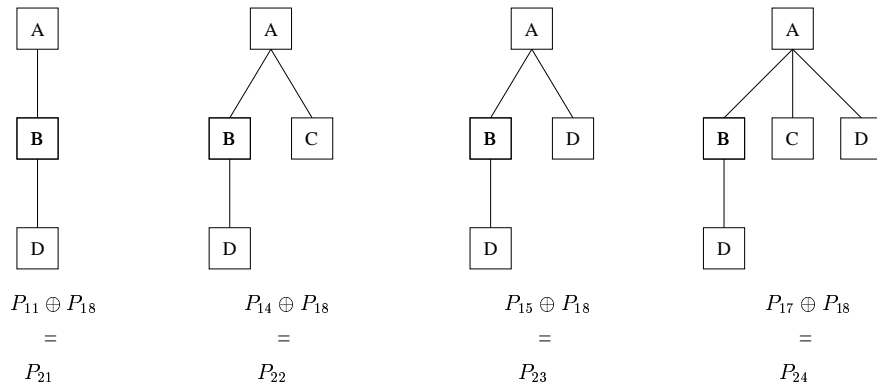 A A A A
B B C B D B C D
D D D D
P₁₁ ⊕ P₁₈ P₁₄ ⊕ P₁₈ P₁₅ ⊕ P₁₈ P₁₇ ⊕ P₁₈
= = = =
P₂₁ P₂₂ P₂₃ P₂₄